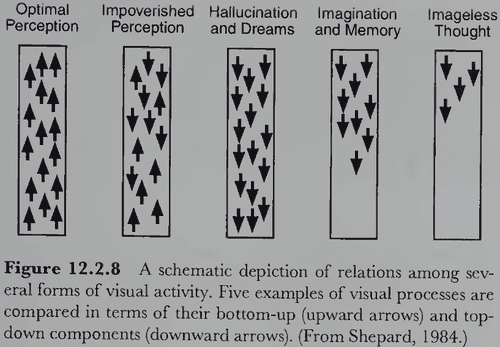 Optimal Perception
Impoverished Perception
Hallucination and Dreams
Imagination and Memory
Imageless Thought
Figure 12.2.8 A schematic depiction of relations among sev-
eral forms of visual activity. Five examples of visual processes are
compared in terms of their bottom-up (upward arrows) and top-
down components (downward arrows). (From Shepard, 1984.)